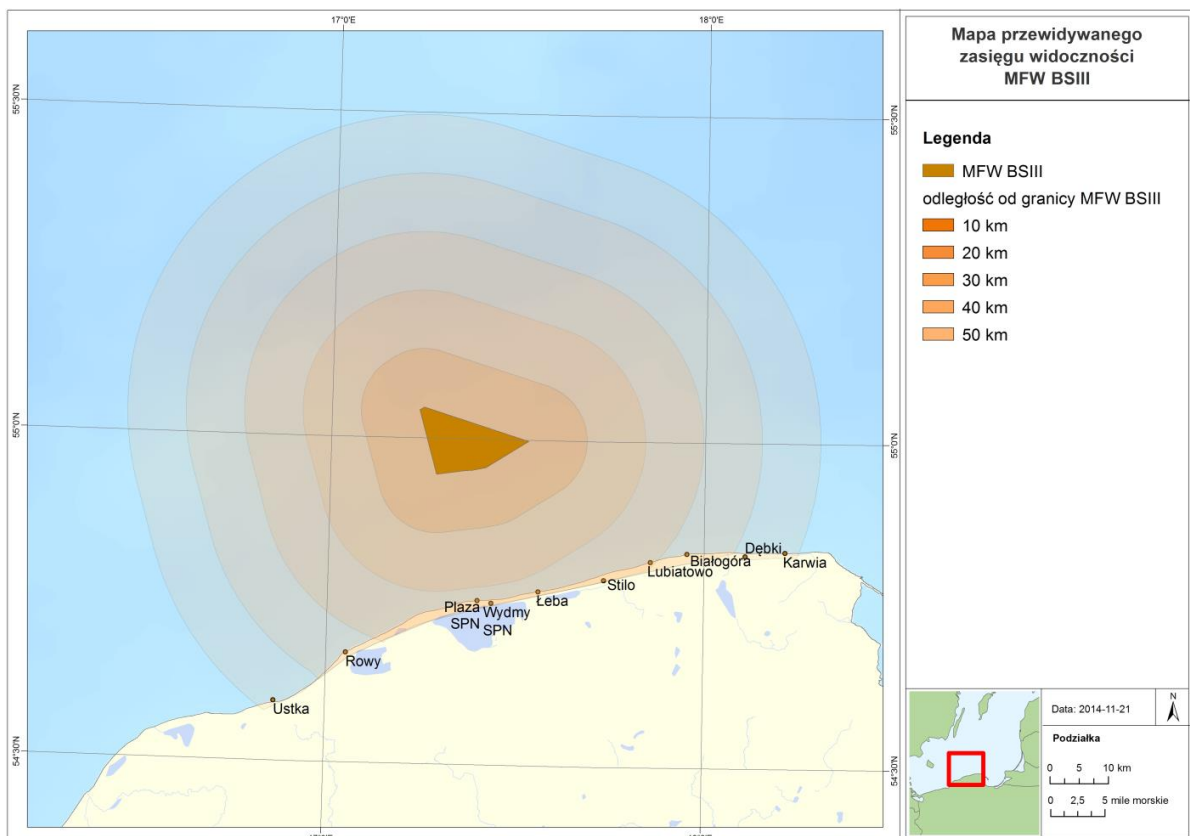 17°0'E
18°0'E
55°30'N
55°30'N
55°0'N
55°0'N
54°30'N
54°30'N
Dębki
Karwia
Białogóra
Lubiatowo
Stilo
Łeba
Plaża
SPN
Wydmy
SPN
Rowy
Ustka
Mapa przewidywanego
zasięgu widoczności
MFW BSIII
Legenda
MFW BSIII
odległość od granicy MFW BSIII
10 km
20 km
30 km
40 km
50 km
Data: 2014-11-21
N
Podziałka
0 5 10 km
0 2,5 5 mile morskie